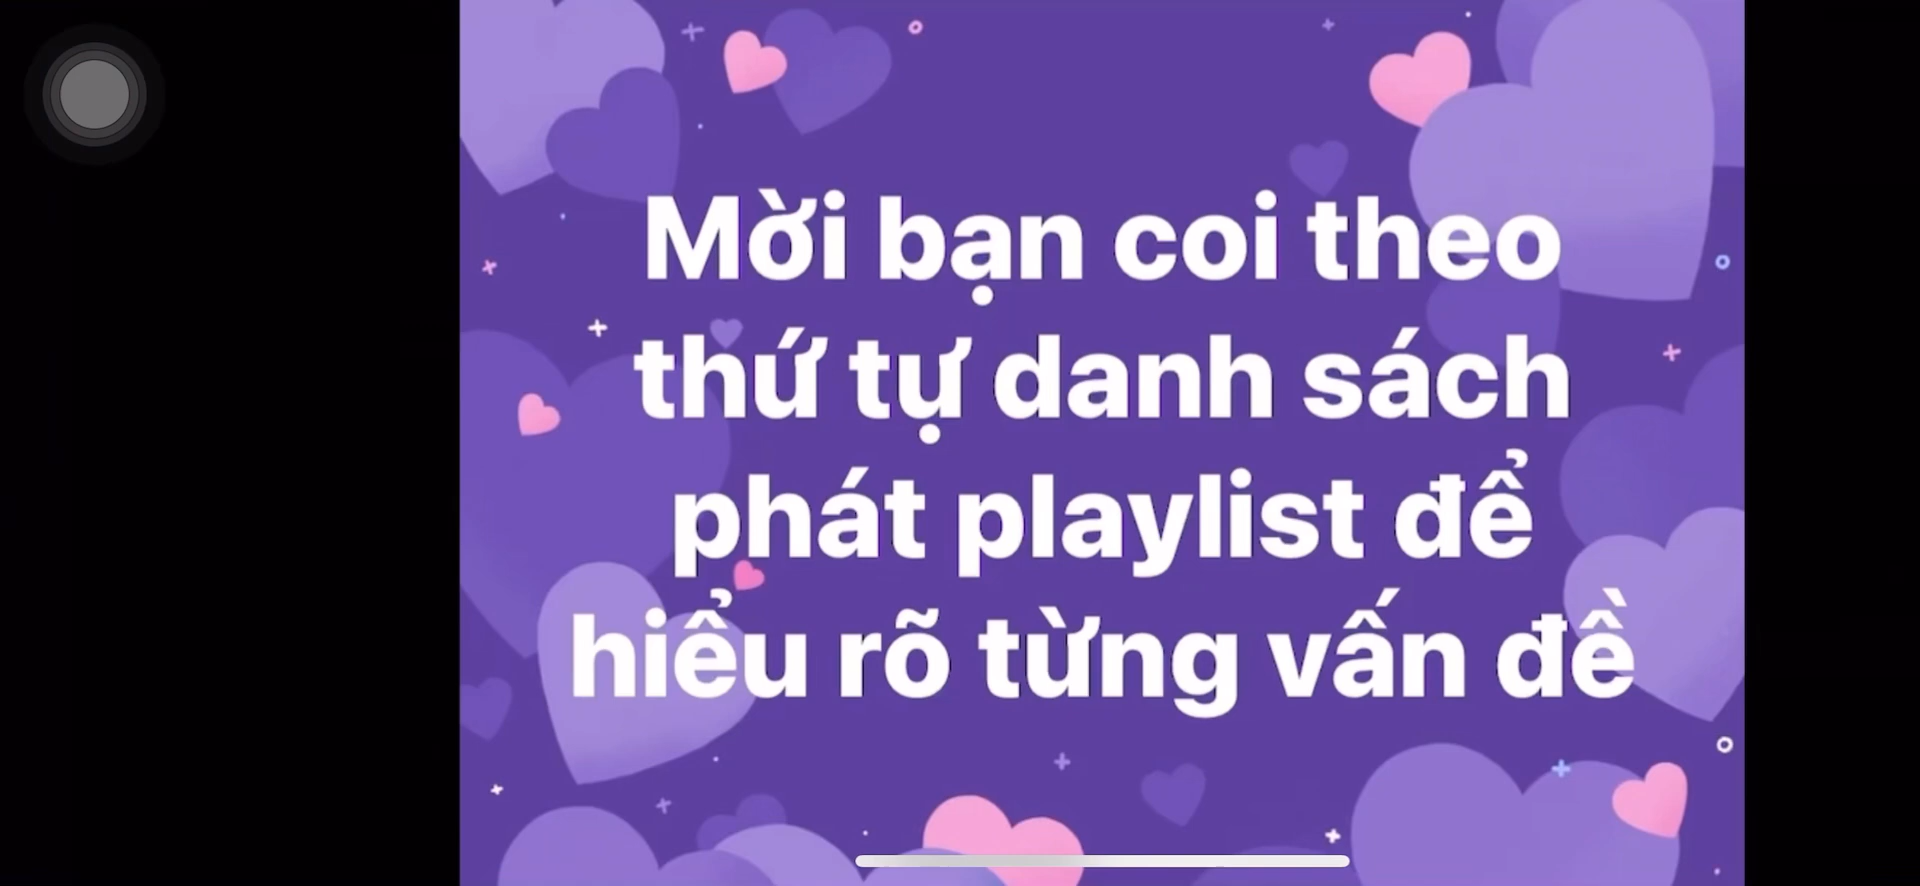 Mời bạn coi theo
thứ tự danh sách
phát playlist để
hiểu rõ từng vấn đề